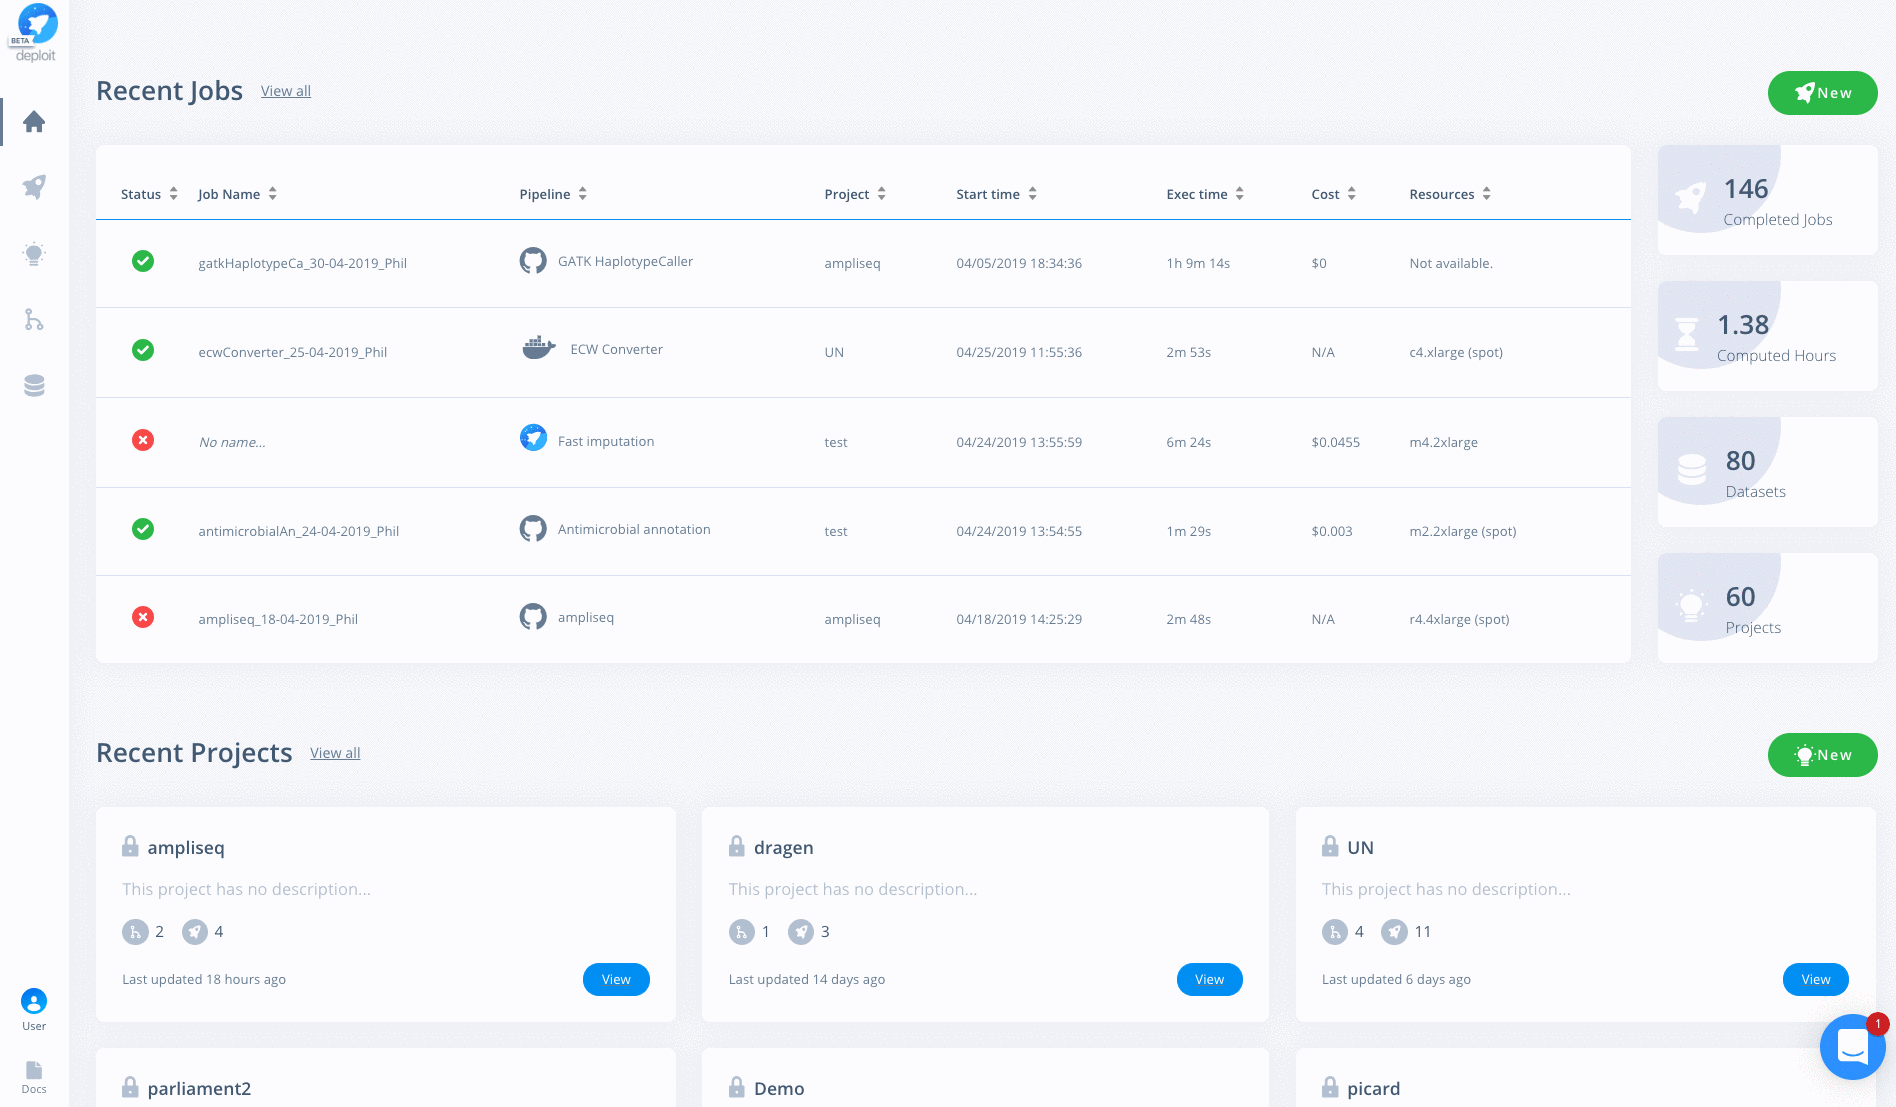 BETA
deploit
Recent Jobs View all
New
Status Job Name Pipeline Project Start time Exec time Cost Resources
gatkHaplotypeCa_30-04-2019_Phil GATK HaplotypeCaller ampliseq 04/05/2019 18:34:36 1h 9m 14s $0 Not available.
ecwConverter_25-04-2019_Phil ECW Converter UN 04/25/2019 11:55:36 2m 53s N/A c4.xlarge (spot)
No name... Fast imputation test 04/24/2019 13:55:59 6m 24s $0.0455 m4.2xlarge
antimicrobialAn_24-04-2019_Phil Antimicrobial annotation test 04/24/2019 13:54:55 1m 29s $0.003 m2.2xlarge (spot)
ampliseq_18-04-2019_Phil ampliseq ampliseq 04/18/2019 14:25:29 2m 48s N/A r4.4xlarge (spot)
146
Completed Jobs
1.38
Computed Hours
80
Datasets
60
Projects
Recent Projects View all
New
ampliseq
This project has no description...
2 4
Last updated 18 hours ago View
dragen
This project has no description...
1 3
Last updated 14 days ago View
UN
This project has no description...
4 11
Last updated 6 days ago View
parliament2
Demo
picard
User
Docs
1